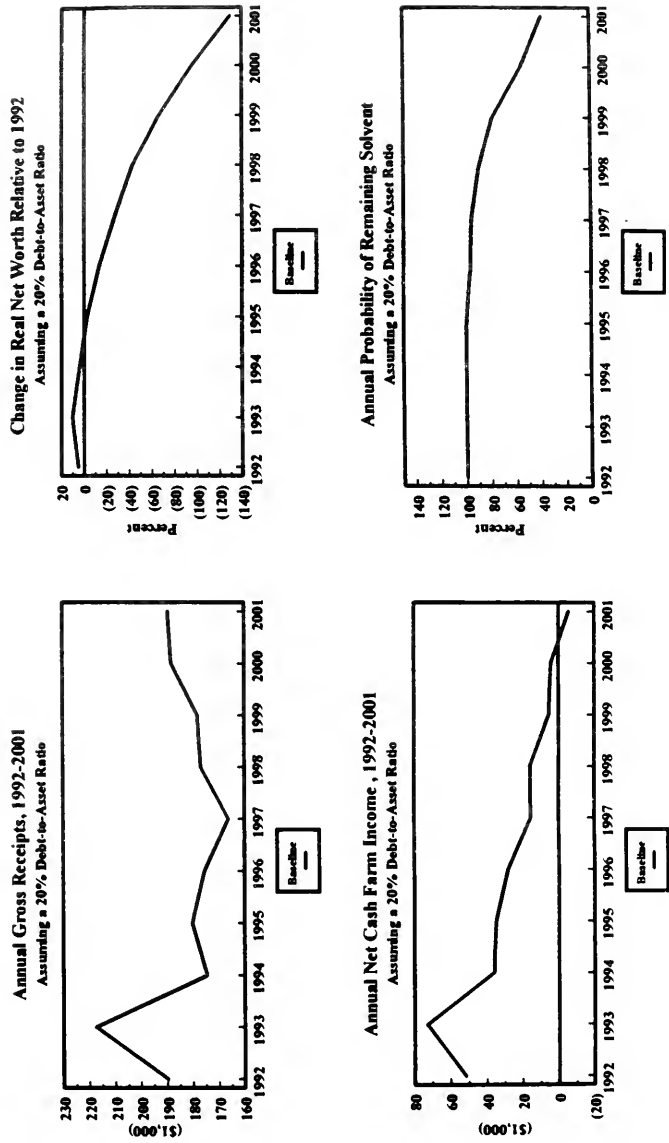 Annual Gross Receipts, 1992-2001
Assuming a 20% Debt-to-Asset Ratio
($1,000)
230
220
210
200
190
180
170
160
1992 1993 1994 1995 1996 1997 1998 1999 2000 2001
Baseline
Change in Real Net Worth Relative to 1992
Assuming a 20% Debt-to-Asset Ratio
Percent
20
0
(20)
(40)
(60)
(80)
(100)
(120)
(140)
1992 1993 1994 1995 1996 1997 1998 1999 2000 2001
Baseline
Annual Net Cash Farm Income , 1992-2001
Assuming a 20% Debt-to-Asset Ratio
($1,000)
80
60
40
20
0
(20)
1992 1993 1994 1995 1996 1997 1998 1999 2000 2001
Baseline
Annual Probability of Remaining Solvent
Assuming a 20% Debt-to-Asset Ratio
Percent
140
120
100
80
60
40
20
0
1992 1993 1994 1995 1996 1997 1998 1999 2000 2001
Baseline